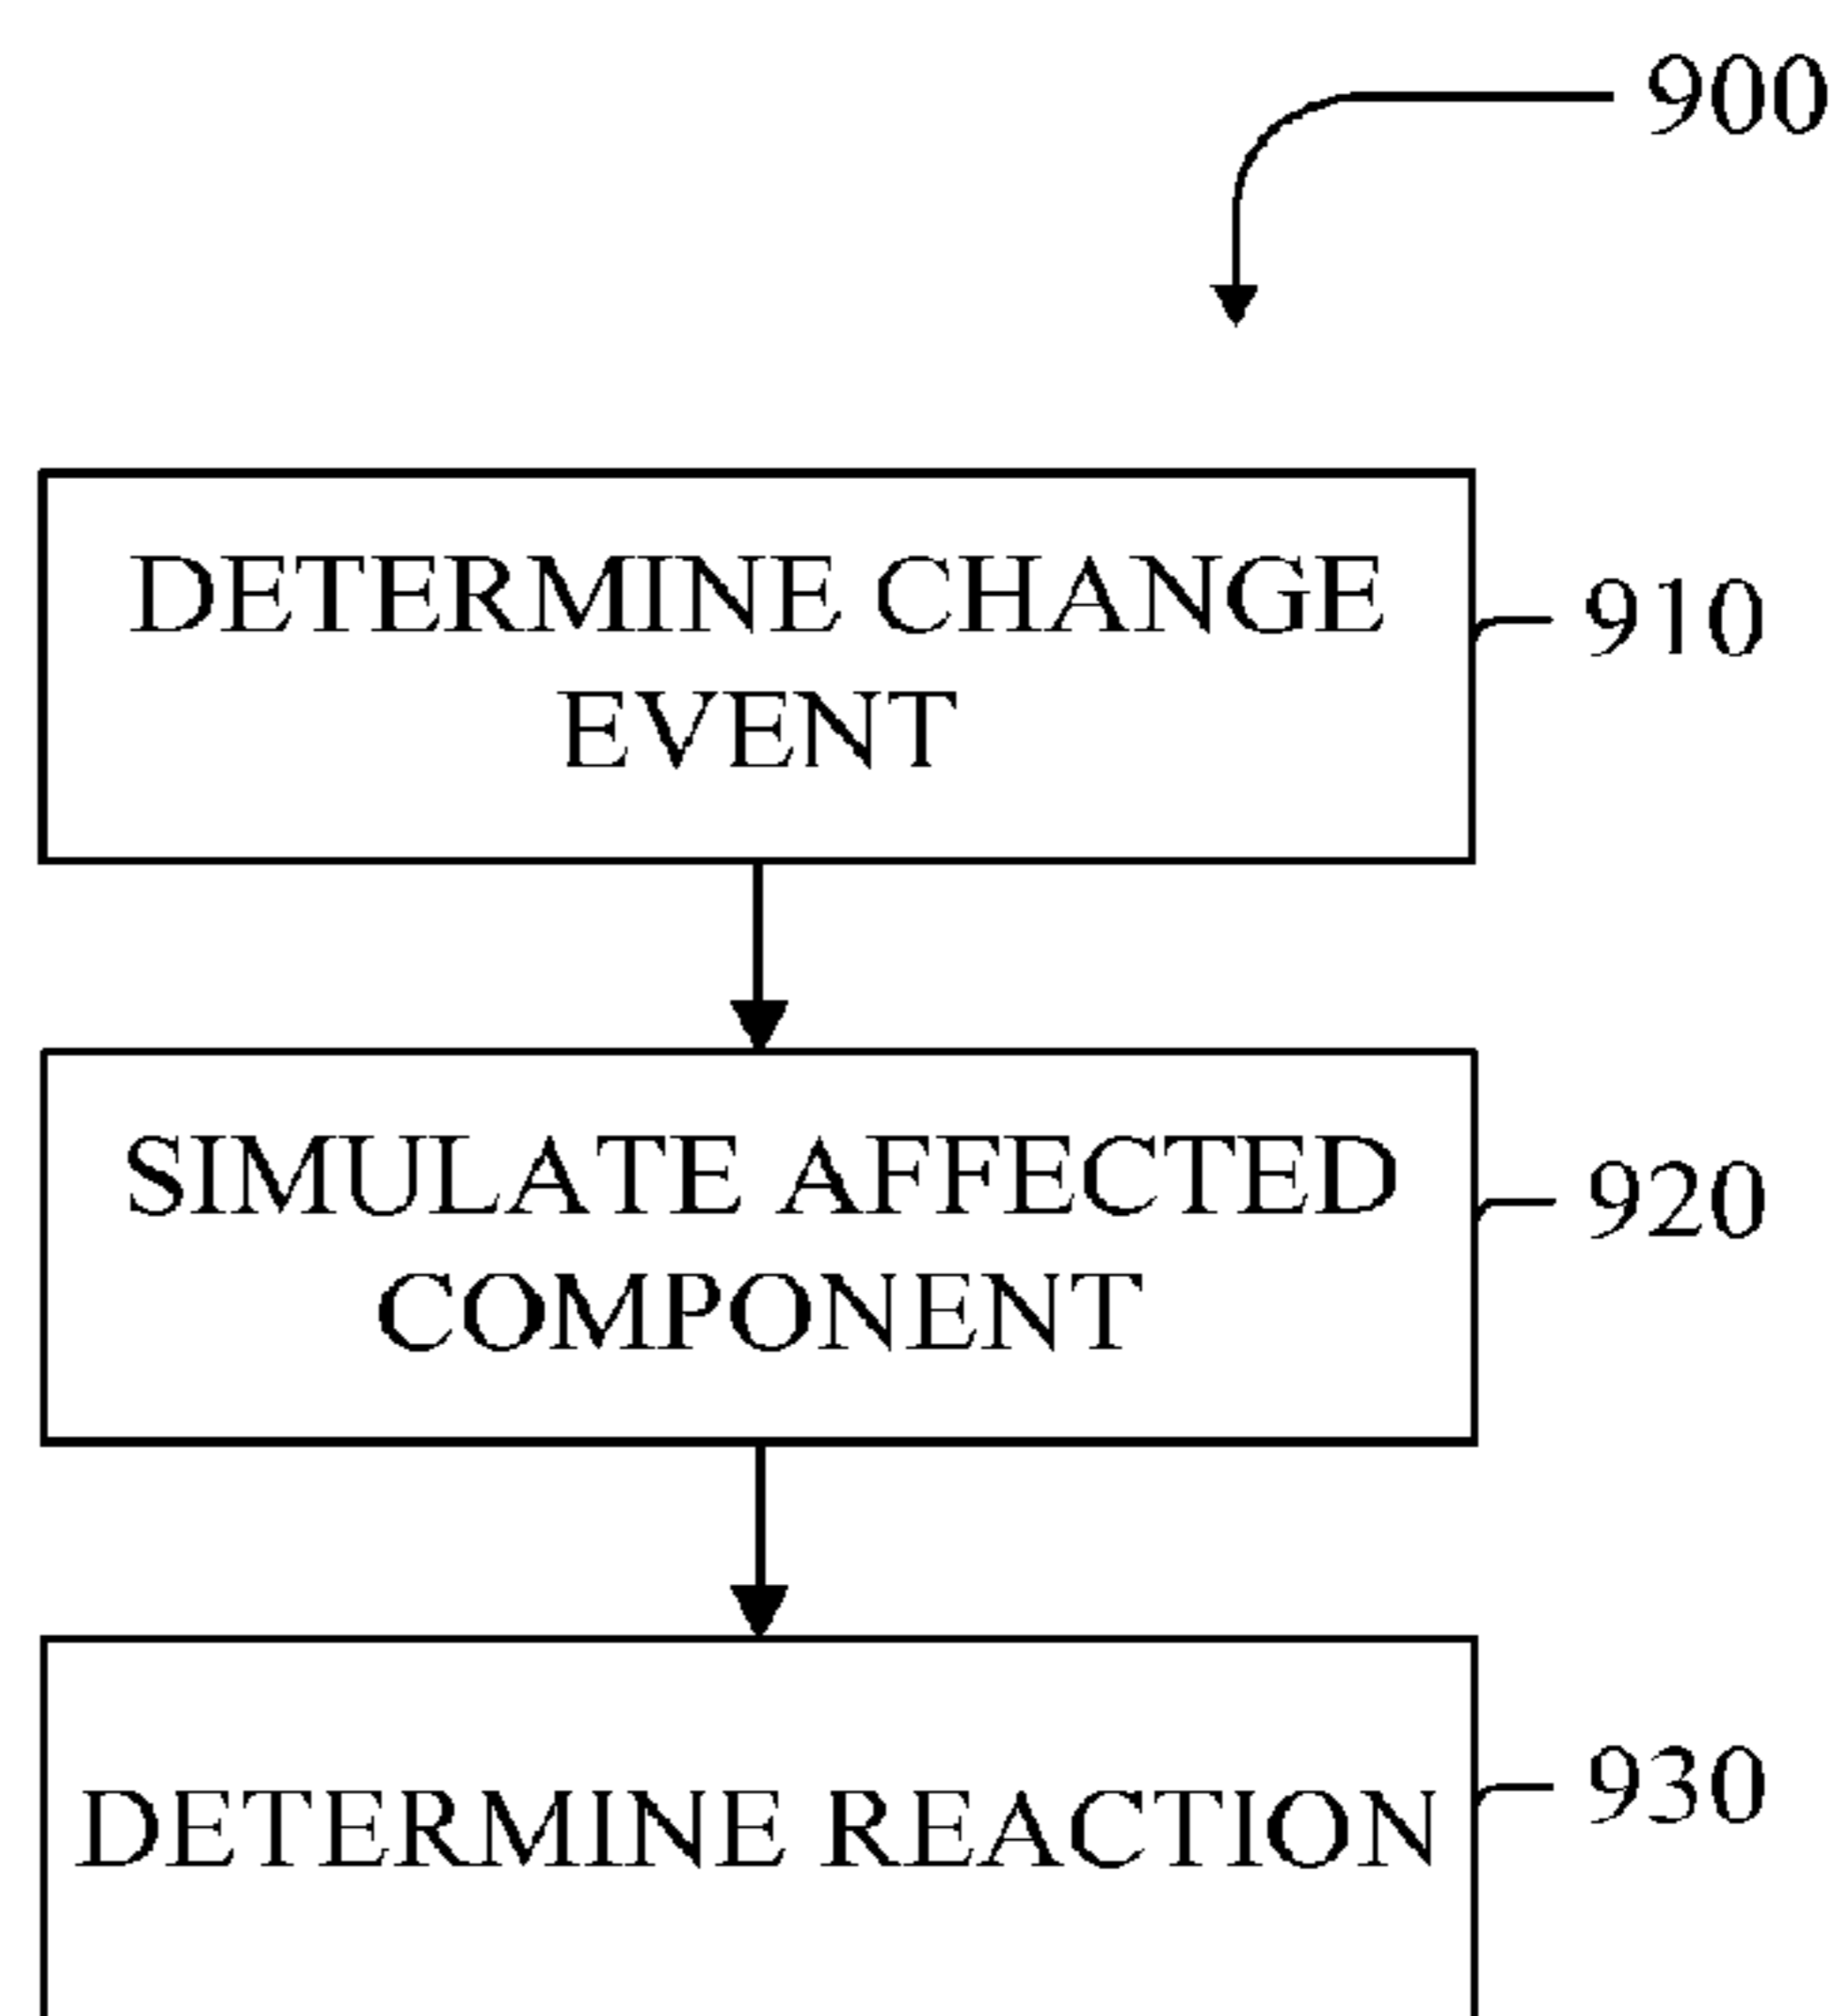 900
DETERMINE CHANGE
EVENT
910
SIMULATE AFFECTED
COMPONENT
920
DETERMINE REACTION
930